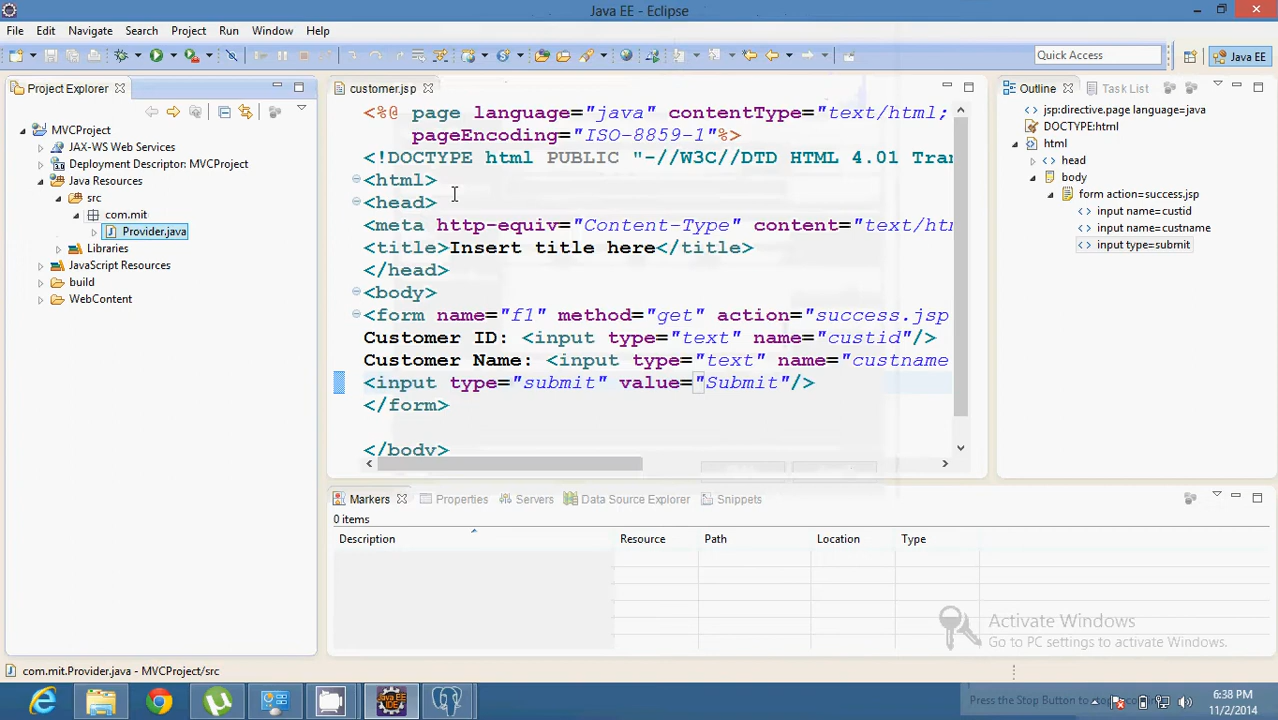 Java EE - Eclipse
File Edit Navigate Search Project Run Window Help
Quick Access
Java EE
Project Explorer
MVCProject
JAX-WS Web Services
Deployment Descriptor: MVCProject
Java Resources
src
com.mit
Provider.java
Libraries
JavaScript Resources
build
WebContent
customer.jsp
<%@ page language="java" contentType="text/html;
pageEncoding="ISO-8859-1"%>
<!DOCTYPE html PUBLIC "-//W3C//DTD HTML 4.01 Tran
<html>
<head>
<meta http-equiv="Content-Type" content="text/htm
<title>Insert title here</title>
</head>
<body>
<form name="f1" method="get" action="success.jsp
Customer ID: <input type="text" name="custid"/>
Customer Name: <input type="text" name="custname
<input type="submit" value="Submit"/>
</form>
</body>
Outline Task List
jsp:directive.page language=java
DOCTYPE:html
html
head
body
form action=success.jsp
input name=custid
input name=custname
input type=submit
Markers Properties Servers Data Source Explorer Snippets
0 items
Description Resource Path Location Type
Activate Windows
Go to PC settings to activate Windows.
com.mit.Provider.java - MVCProject/src
Java EE
IDE
6:38 PM
11/2/2014